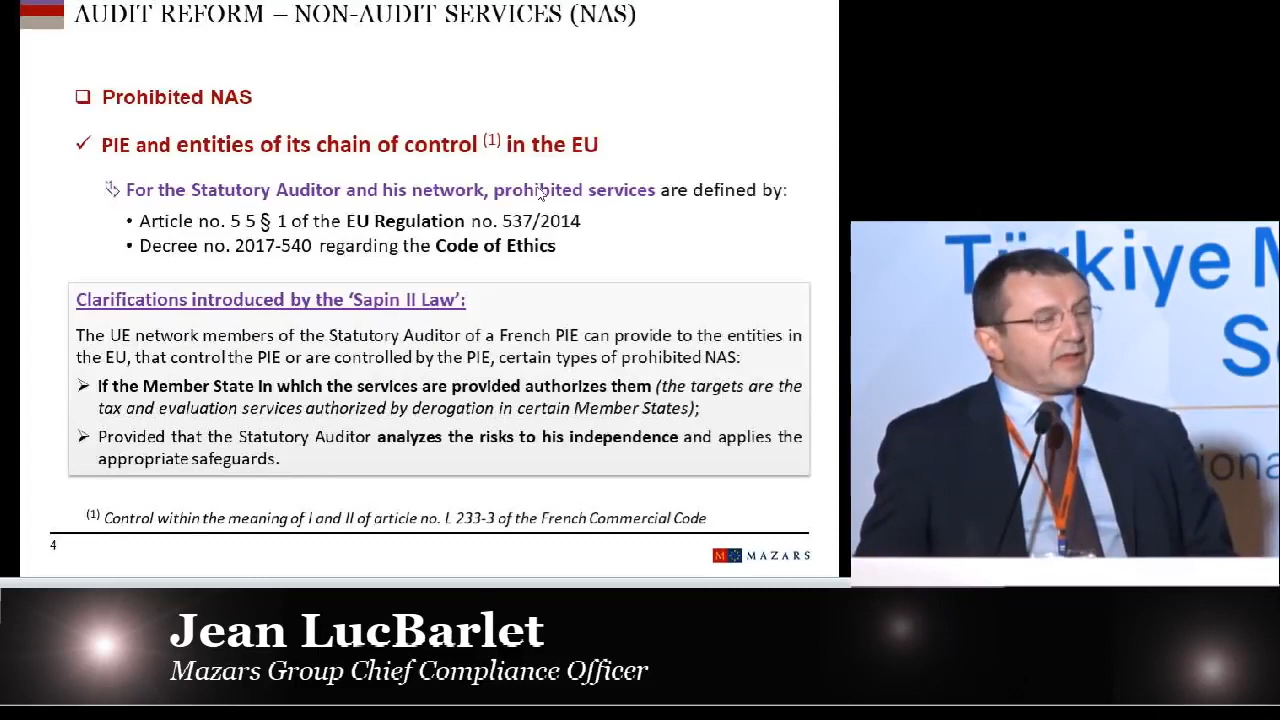 AUDIT REFORM – NON-AUDIT SERVICES (NAS)
Prohibited NAS
PIE and entities of its chain of control (1) in the EU
For the Statutory Auditor and his network, prohibited services are defined by:
• Article no. 5 5 § 1 of the EU Regulation no. 537/2014
• Decree no. 2017-540 regarding the Code of Ethics
Clarifications introduced by the ‘Sapin II Law’:
The UE network members of the Statutory Auditor of a French PIE can provide to the entities in
the EU, that control the PIE or are controlled by the PIE, certain types of prohibited NAS:
If the Member State in which the services are provided authorizes them (the targets are the
tax and evaluation services authorized by derogation in certain Member States);
Provided that the Statutory Auditor analyzes the risks to his independence and applies the
appropriate safeguards.
(1) Control within the meaning of I and II of article no. L 233-3 of the French Commercial Code
4
M MAZARS
Türkiye M
S
iona
Jean LucBarlet
Mazars Group Chief Compliance Officer